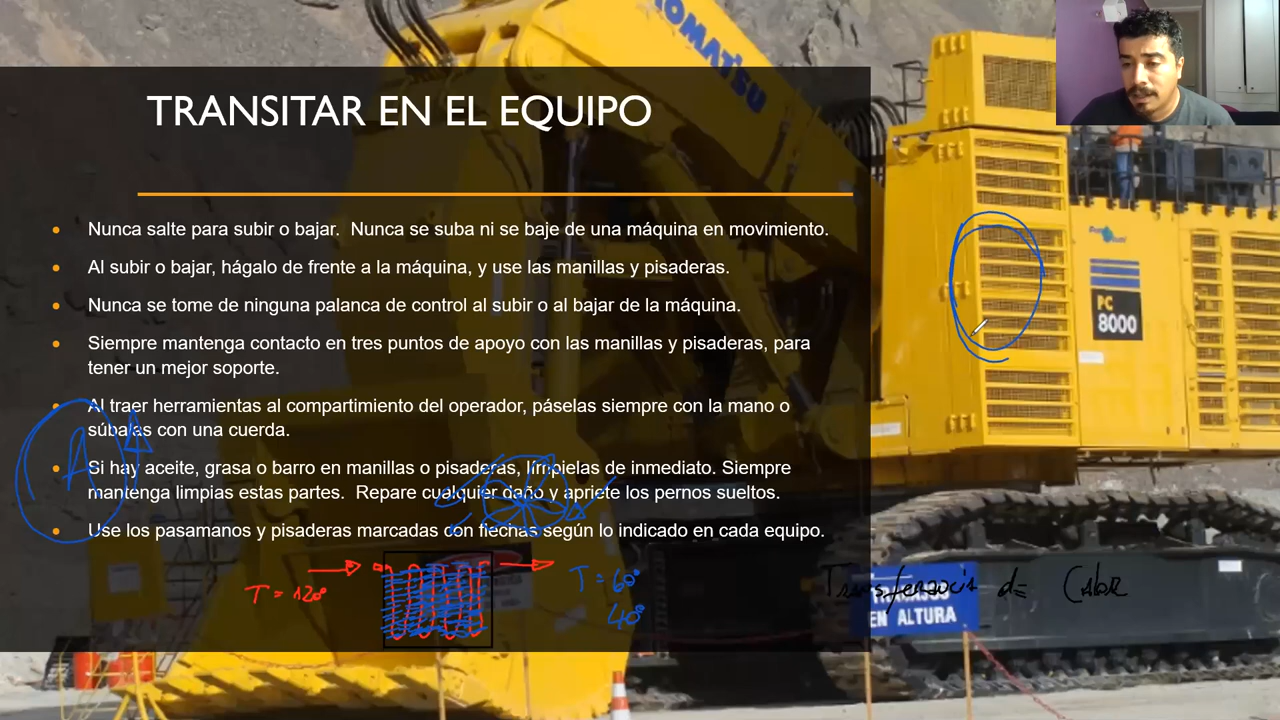 KOMATSU
TRANSITAR EN EL EQUIPO
Nunca salte para subir o bajar.  Nunca se suba ni se baje de una máquina en movimiento.
Al subir o bajar, hágalo de frente a la máquina, y use las manillas y pisaderas.
Nunca se tome de ninguna palanca de control al subir o al bajar de la máquina.
Siempre mantenga contacto en tres puntos de apoyo con las manillas y pisaderas, para
tener un mejor soporte.
Al traer herramientas al compartimiento del operador, páselas siempre con la mano o
súbalas con una cuerda.
Si hay aceite, grasa o barro en manillas o pisaderas, límpielas de inmediato. Siempre
mantenga limpias estas partes.  Repare cualquier daño y apriete los pernos sueltos.
Use los pasamanos y pisaderas marcadas con flechas según lo indicado en cada equipo.
A
T = 120°
T = 60°
40°
PC
8000
EN ALTURA